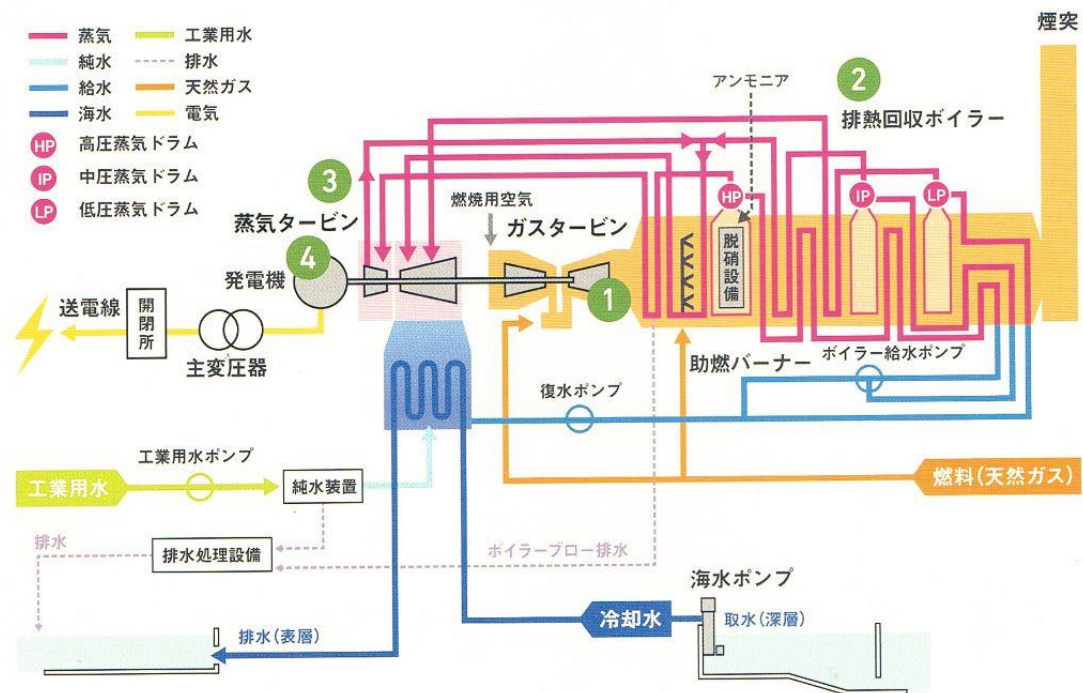 煙突
蒸気
工業用水
純水
排水
給水
天然ガス
海水
電気
HP 高圧蒸気ドラム
IP 中圧蒸気ドラム
LP 低圧蒸気ドラム
アンモニア
2
排熱回収ボイラー
3
蒸気タービン
燃焼用空気
ガスタービン
HP
IP
LP
脱硝設備
4
発電機
1
送電線
開閉所
主変圧器
助燃バーナー
ボイラー給水ポンプ
復水ポンプ
工業用水ポンプ
工業用水
純水装置
燃料(天然ガス)
排水
排水処理設備
ボイラーブロー排水
海水ポンプ
冷却水
取水(深層)
排水(表層)